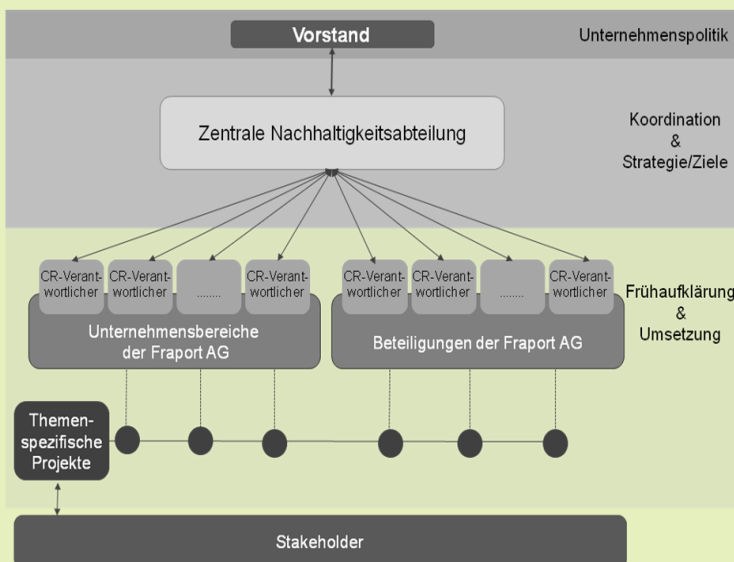 Vorstand
Unternehmenspolitik
Zentrale Nachhaltigkeitsabteilung
Koordination
&
Strategie/Ziele
CR-Verant-
wortlicher
CR-Verant-
wortlicher
........
CR-Verant-
wortlicher
CR-Verant-
wortlicher
CR-Verant-
wortlicher
........
CR-Verant-
wortlicher
Unternehmensbereiche
der Fraport AG
Beteiligungen der Fraport AG
Frühaufklärung
&
Umsetzung
Themen-
spezifische
Projekte
Stakeholder